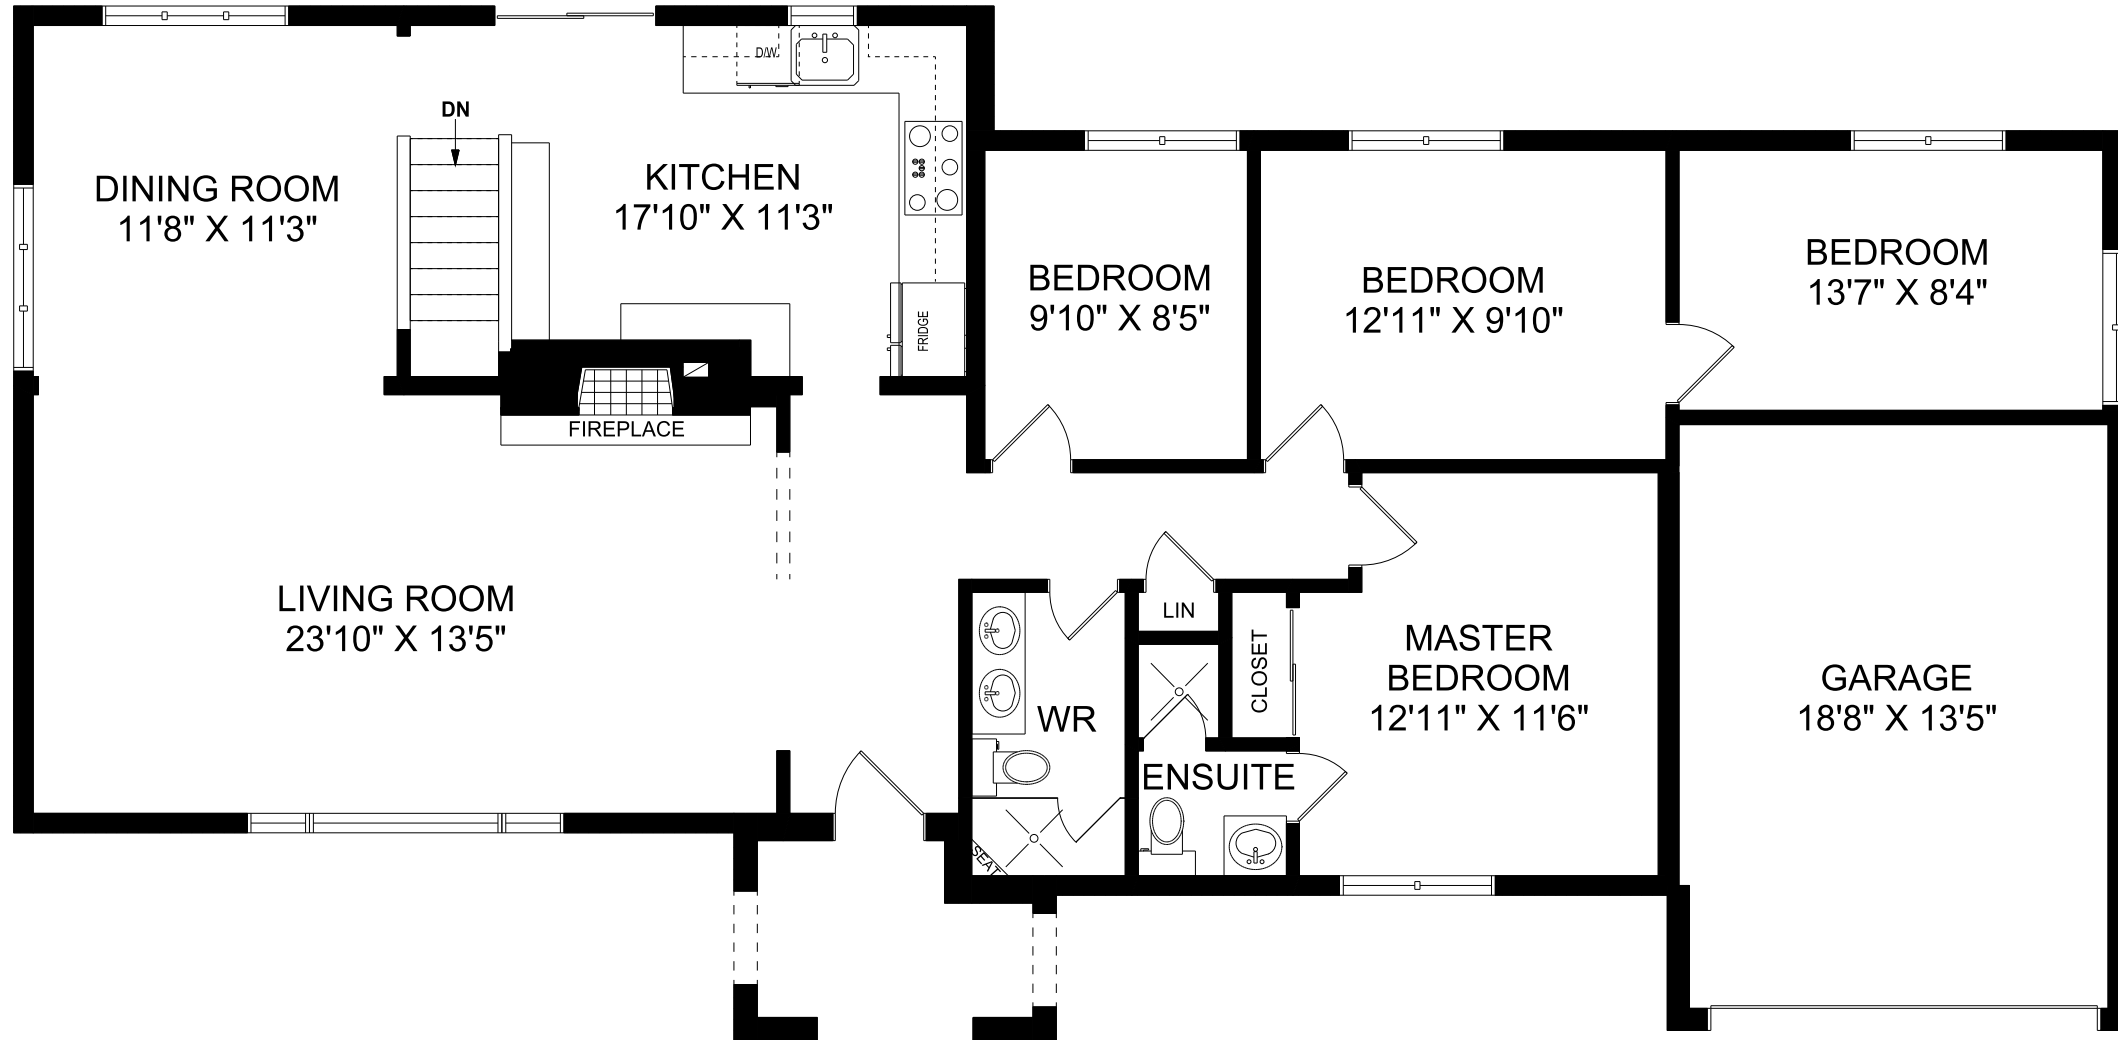 D/W
DN
DINING ROOM
11'8" X 11'3"
KITCHEN
17'10" X 11'3"
FRIDGE
BEDROOM
9'10" X 8'5"
BEDROOM
12'11" X 9'10"
BEDROOM
13'7" X 8'4"
FIREPLACE
LIVING ROOM
23'10" X 13'5"
LIN
CLOSET
WR
ENSUITE
SEAT
MASTER
BEDROOM
12'11" X 11'6"
GARAGE
18'8" X 13'5"